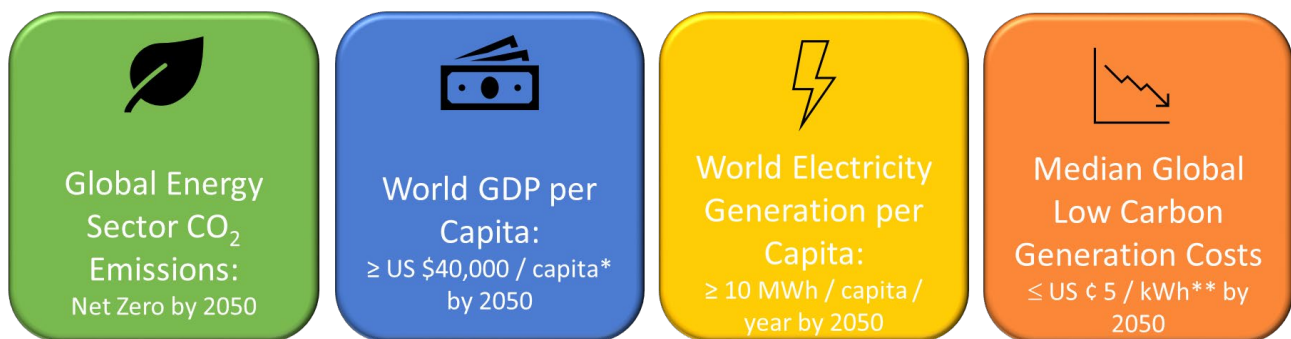 Global Energy
Sector CO₂
Emissions:
Net Zero by 2050
World GDP per
Capita:
≥ US $40,000 / capita*
by 2050
World Electricity
Generation per
Capita:
≥ 10 MWh / capita /
year by 2050
Median Global
Low Carbon
Generation Costs
≤ US ¢ 5 / kWh** by
2050